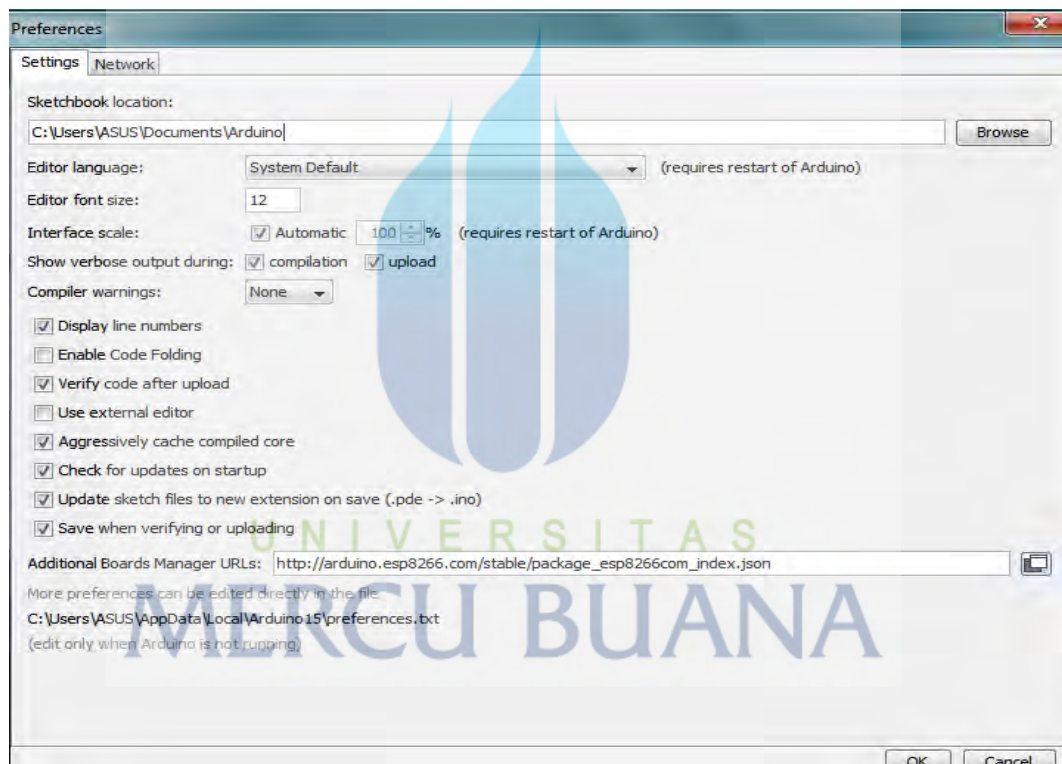 Preferences
Settings Network
Sketchbook location:
C:\Users\ASUS\Documents\Arduino Browse
Editor language: System Default (requires restart of Arduino)
Editor font size: 12
Interface scale: Automatic 100 % (requires restart of Arduino)
Show verbose output during: compilation upload
Compiler warnings: None
Display line numbers
Enable Code Folding
Verify code after upload
Use external editor
Aggressively cache compiled core
Check for updates on startup
Update sketch files to new extension on save (.pde -> .ino)
Save when verifying or uploading
UNIVERSITAS
Additional Boards Manager URLs: http://arduino.esp8266.com/stable/package_esp8266com_index.json
More preferences can be edited directly in the file
MERCU BUANA
C:\Users\ASUS\AppData\Local\Arduino15\preferences.txt
(edit only when Arduino is not running)
OK Cancel